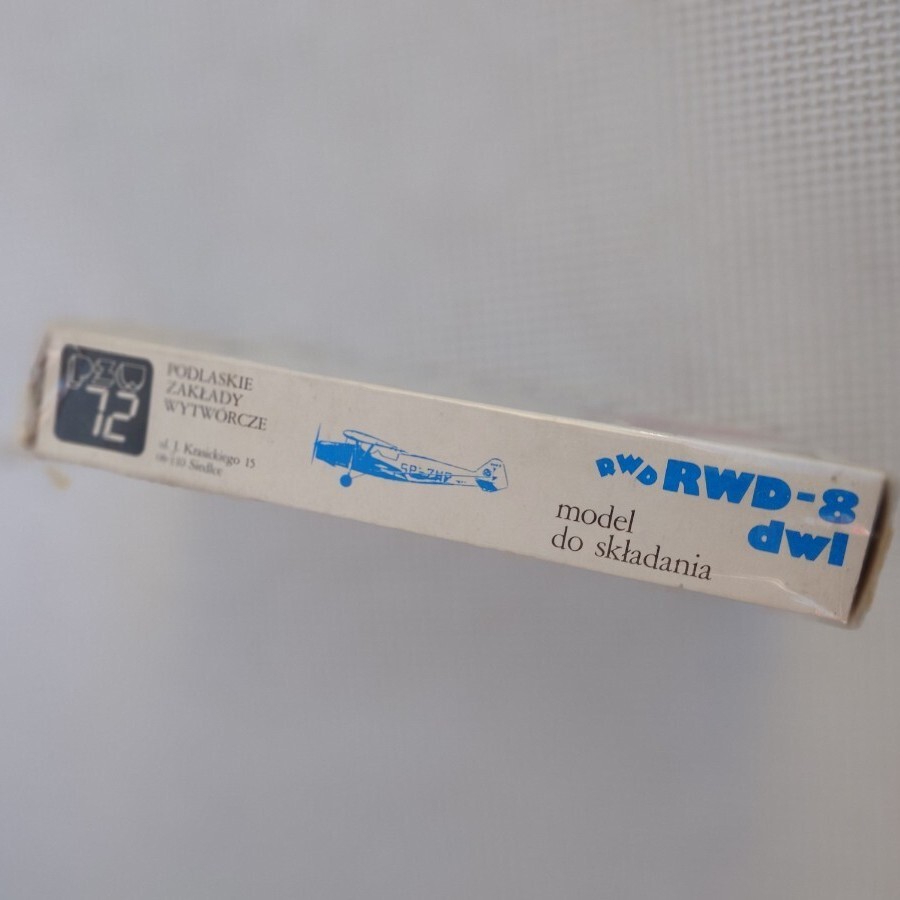 PZW
72
PODLASKIE
ZAKŁADY
WYTWÓRCZE
ul. J. Krasickiego 15
08-110 Siedlce
SP-ZHP
RWD RWD-8
dwl
model
do składania